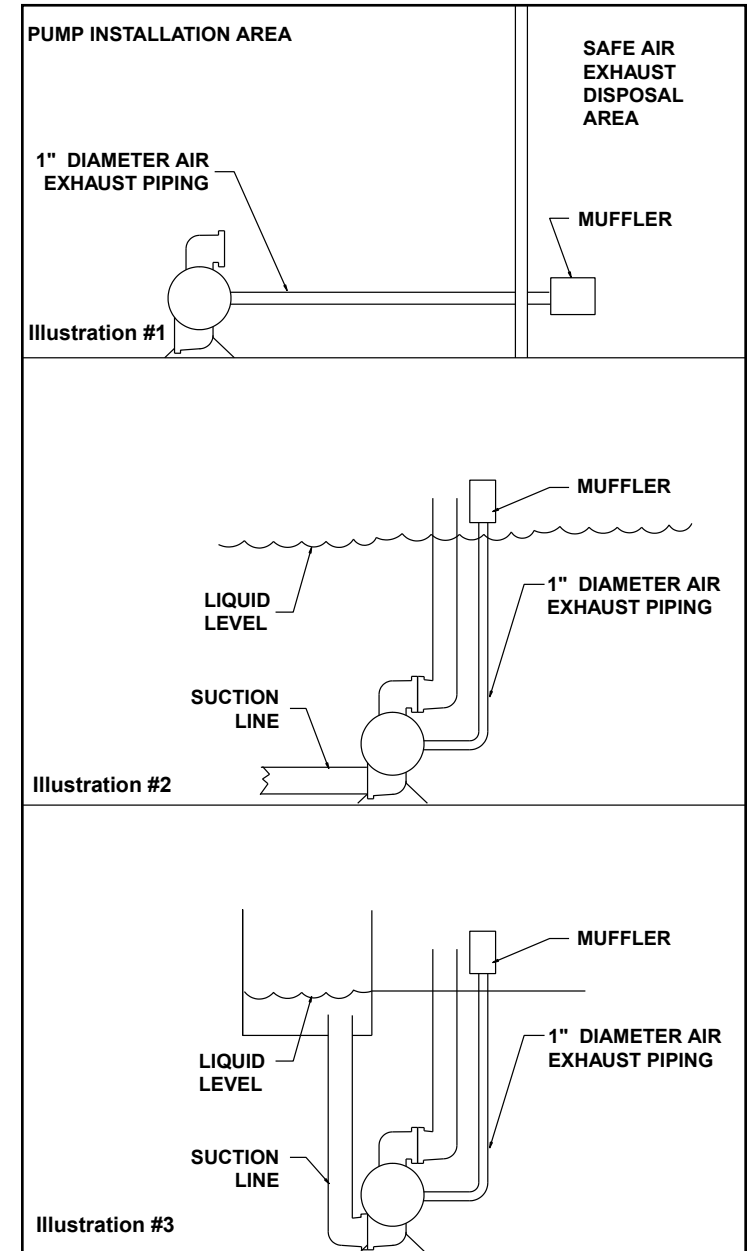 PUMP INSTALLATION AREA
SAFE AIR
EXHAUST
DISPOSAL
AREA
1" DIAMETER AIR
EXHAUST PIPING
MUFFLER
Illustration #1
MUFFLER
LIQUID
LEVEL
1" DIAMETER AIR
EXHAUST PIPING
SUCTION
LINE
Illustration #2
MUFFLER
LIQUID
LEVEL
1" DIAMETER AIR
EXHAUST PIPING
SUCTION
LINE
Illustration #3